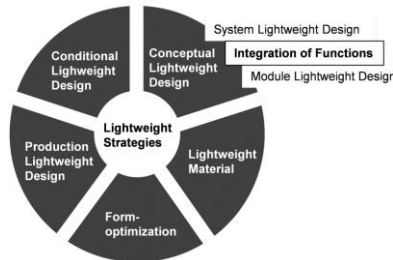 System Lightweight Design
Integration of Functions
Module Lightweight Design
Conditional
Lighweight
Design
Conceptual
Lightweight
Design
Lightweight
Strategies
Production
Lightweight
Design
Lightweight
Material
Form-
optimization